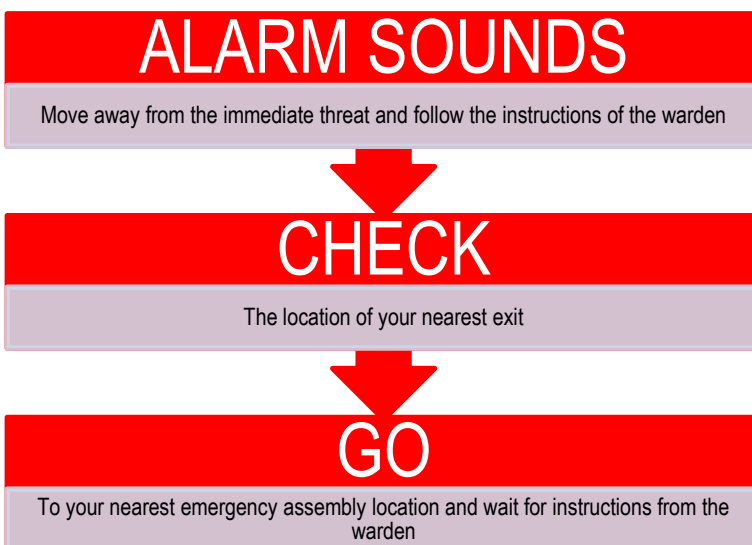 ALARM SOUNDS
Move away from the immediate threat and follow the instructions of the warden
CHECK
The location of your nearest exit
GO
To your nearest emergency assembly location and wait for instructions from the
warden